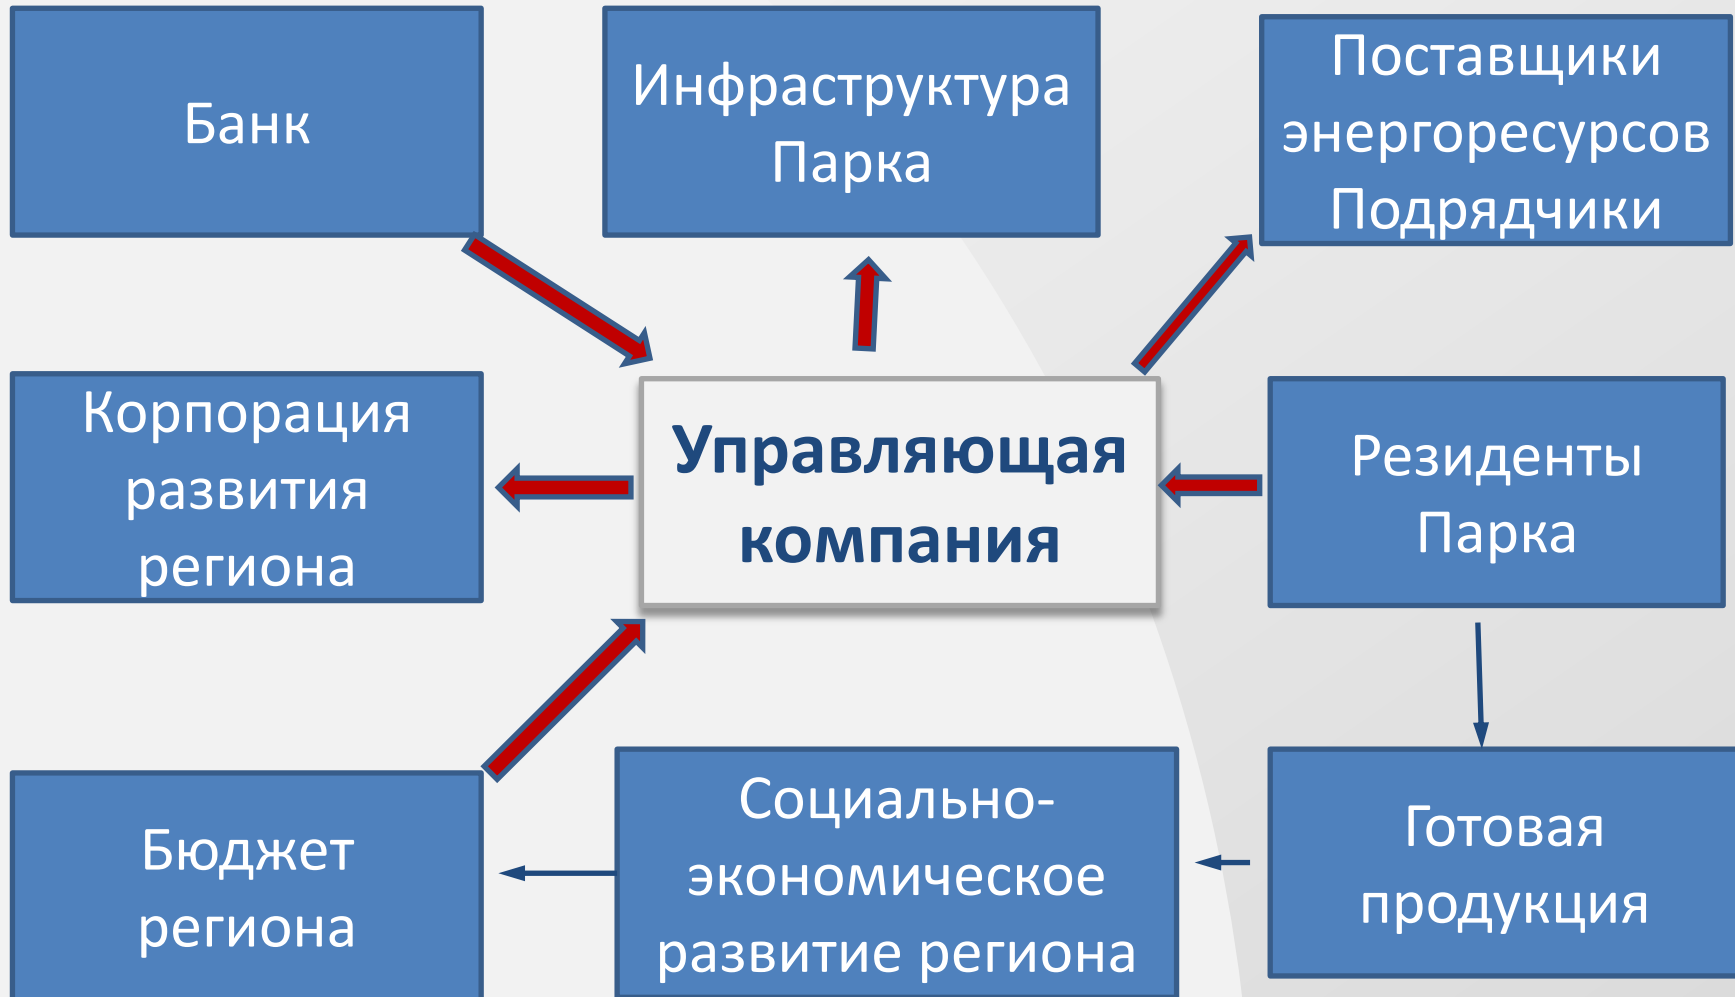 Банк
Инфраструктура
Парка
Поставщики
энергоресурсов
Подрядчики
Корпорация
развития
региона
Управляющая
компания
Резиденты
Парка
Бюджет
региона
Социально-
экономическое
развитие региона
Готовая
продукция